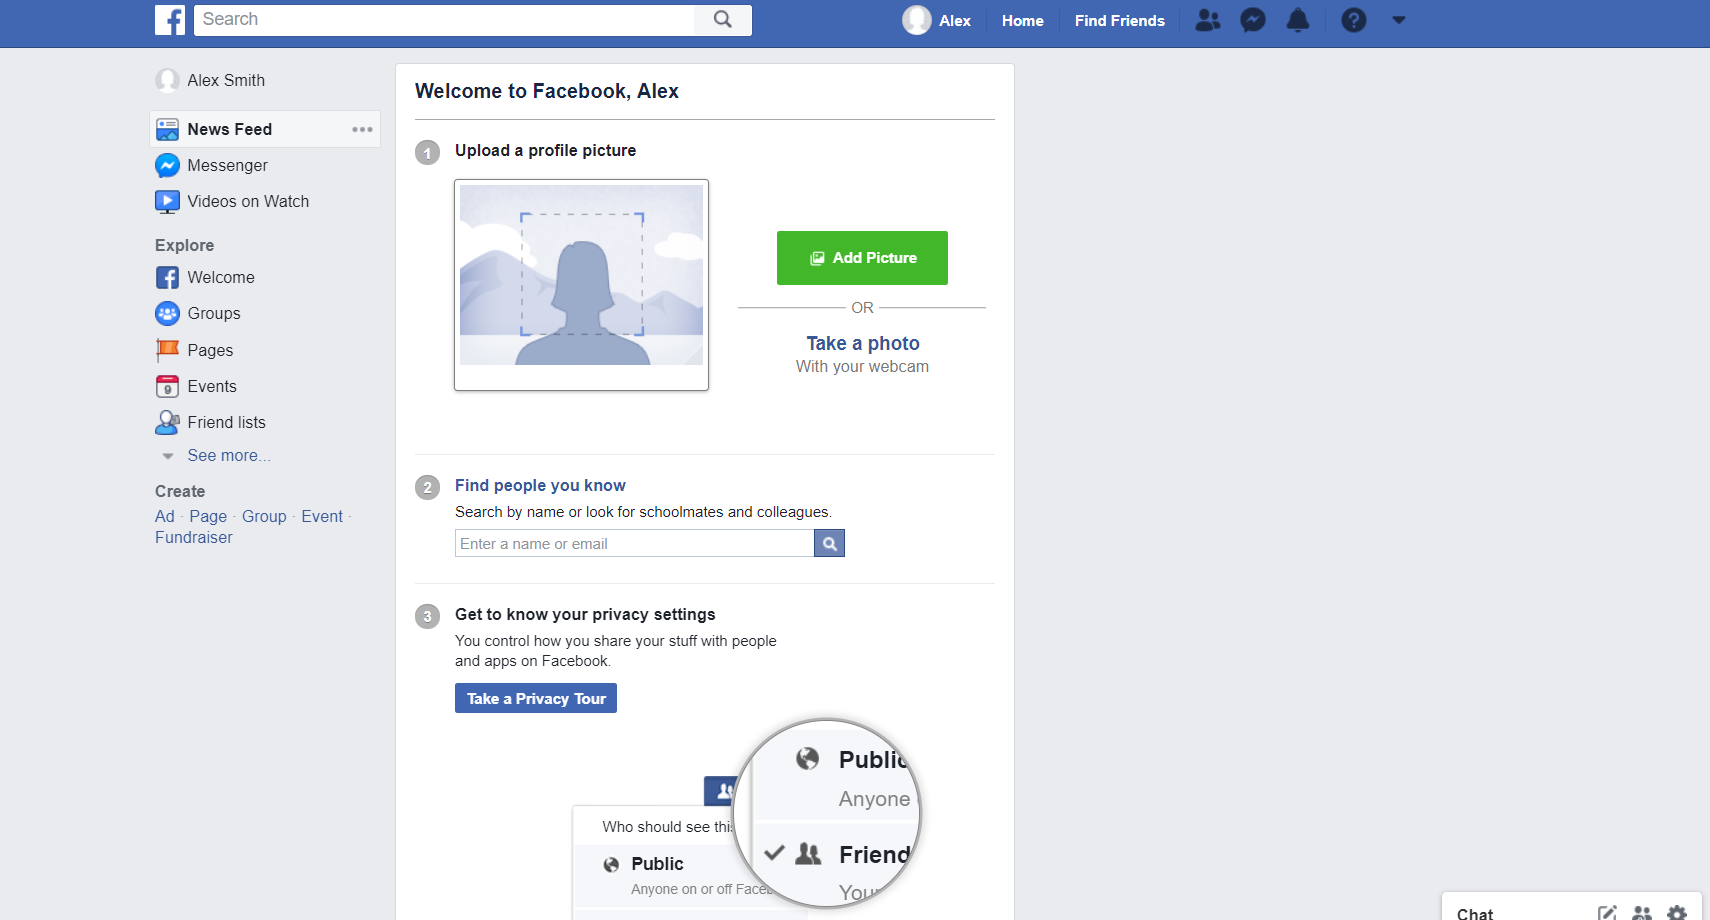 Search
Alex
Home
Find Friends
Alex Smith
News Feed
Messenger
Videos on Watch
Explore
Welcome
Groups
Pages
9
Events
Friend lists
See more...
Create
Ad · Page · Group · Event ·
Fundraiser
Welcome to Facebook, Alex
1
Upload a profile picture
Add Picture
OR
Take a photo
With your webcam
2
Find people you know
Search by name or look for schoolmates and colleagues.
Enter a name or email
3
Get to know your privacy settings
You control how you share your stuff with people
and apps on Facebook.
Take a Privacy Tour
Who should see this
Public
Anyone on or off Faceb
Public
Anyone
Friend
Your
Chat